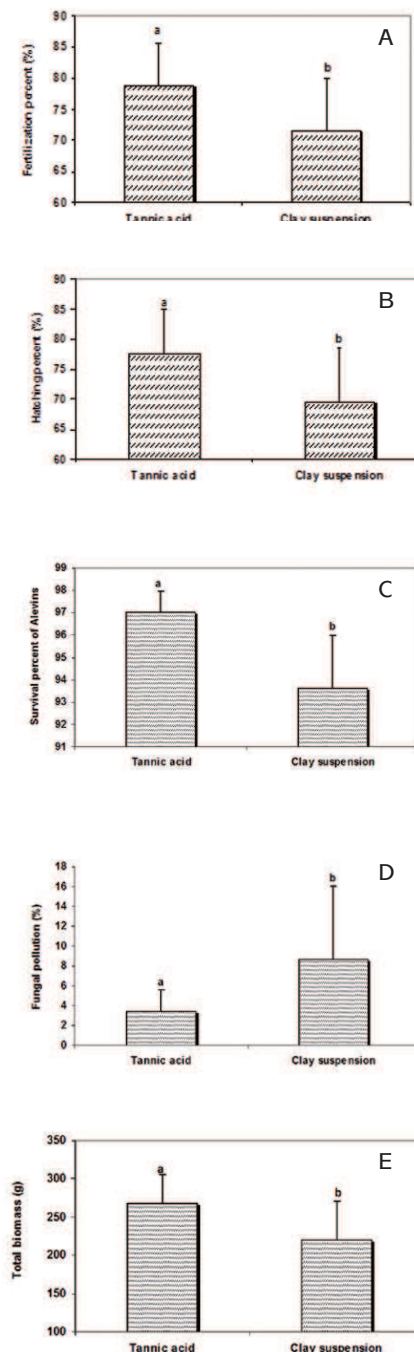 A
90
85
80
75
70
65
60
Fertilization percent (%)
a
b
Tannic acid Clay suspension
B
90
85
80
75
70
65
60
Hatching percent (%)
a
b
Tannic acid Clay suspension
C
99
98
97
96
95
94
93
92
91
Survival percent of Alevins
a
b
Tannic acid Clay suspension
D
18
16
14
12
10
8
6
4
2
0
Fungal pollution (%)
a
b
Tannic acid Clay suspension
E
350
300
250
200
150
100
Total biomass (g)
a
b
Tannic acid Clay suspension